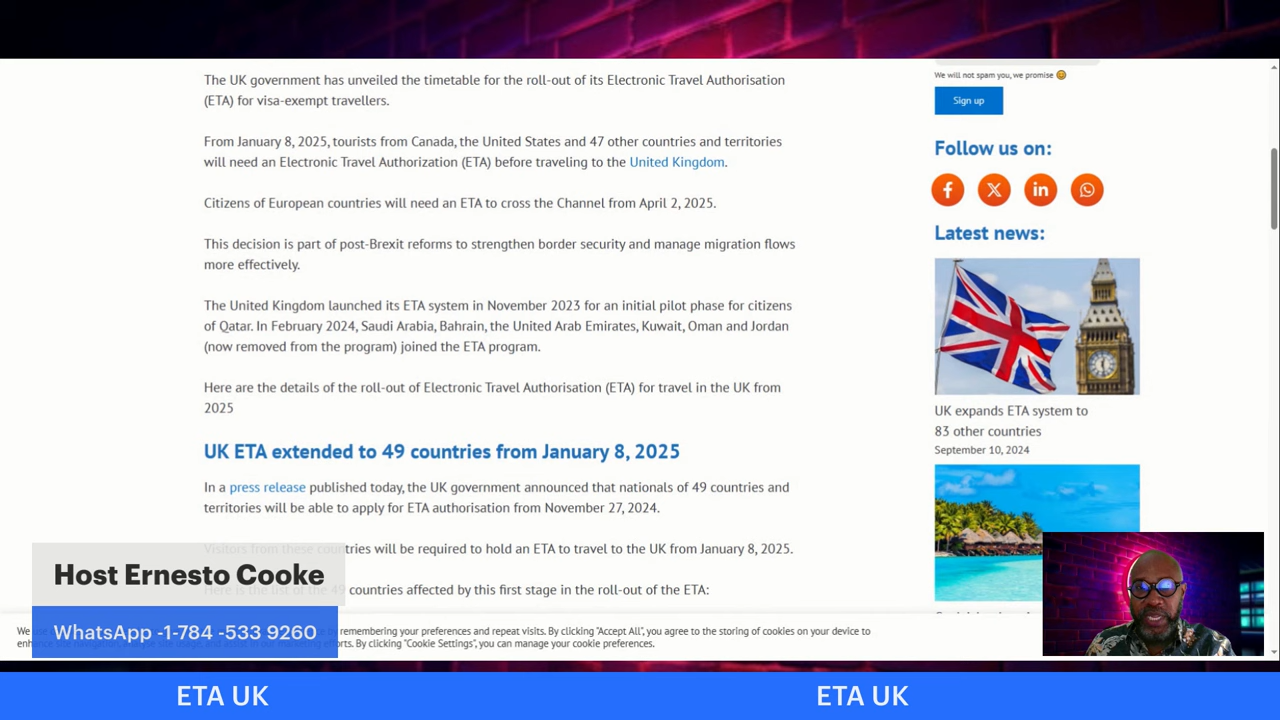 The UK government has unveiled the timetable for the roll-out of its Electronic Travel Authorisation
(ETA) for visa-exempt travellers.
From January 8, 2025, tourists from Canada, the United States and 47 other countries and territories
will need an Electronic Travel Authorization (ETA) before traveling to the United Kingdom.
Citizens of European countries will need an ETA to cross the Channel from April 2, 2025.
This decision is part of post-Brexit reforms to strengthen border security and manage migration flows
more effectively.
The United Kingdom launched its ETA system in November 2023 for an initial pilot phase for citizens
of Qatar. In February 2024, Saudi Arabia, Bahrain, the United Arab Emirates, Kuwait, Oman and Jordan
(now removed from the program) joined the ETA program.
Here are the details of the roll-out of Electronic Travel Authorisation (ETA) for travel in the UK from
2025
UK ETA extended to 49 countries from January 8, 2025
In a press release published today, the UK government announced that nationals of 49 countries and
territories will be able to apply for ETA authorisation from November 27, 2024.
Visitors from these countries will be required to hold an ETA to travel to the UK from January 8, 2025.
Here is the list of the 49 countries affected by this first stage in the roll-out of the ETA:
We will not spam you, we promise
Sign up
Follow us on:
Latest news:
UK expands ETA system to
83 other countries
September 10, 2024
Host Ernesto Cooke
WhatsApp -1-784 -533 9260
We remembering your preferences and repeat visits. By clicking "Accept All", you agree to the storing of cookies on your device to
efforts. By clicking "Cookie Settings", you can manage your cookie preferences.
ETA UK
ETA UK